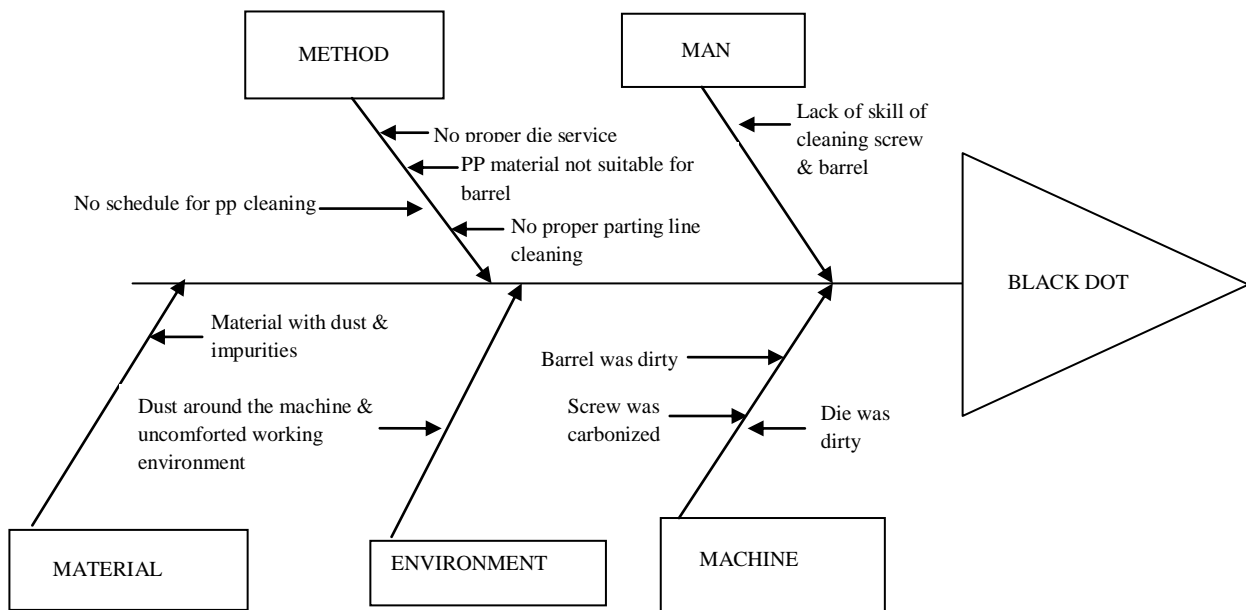 METHOD
MAN
No proper die service
PP material not suitable for
barrel
No schedule for pp cleaning
No proper parting line
cleaning
Lack of skill of
cleaning screw
& barrel
BLACK DOT
Material with dust &
impurities
Dust around the machine &
uncomforted working
environment
Barrel was dirty
Screw was
carbonized
Die was
dirty
MATERIAL
ENVIRONMENT
MACHINE